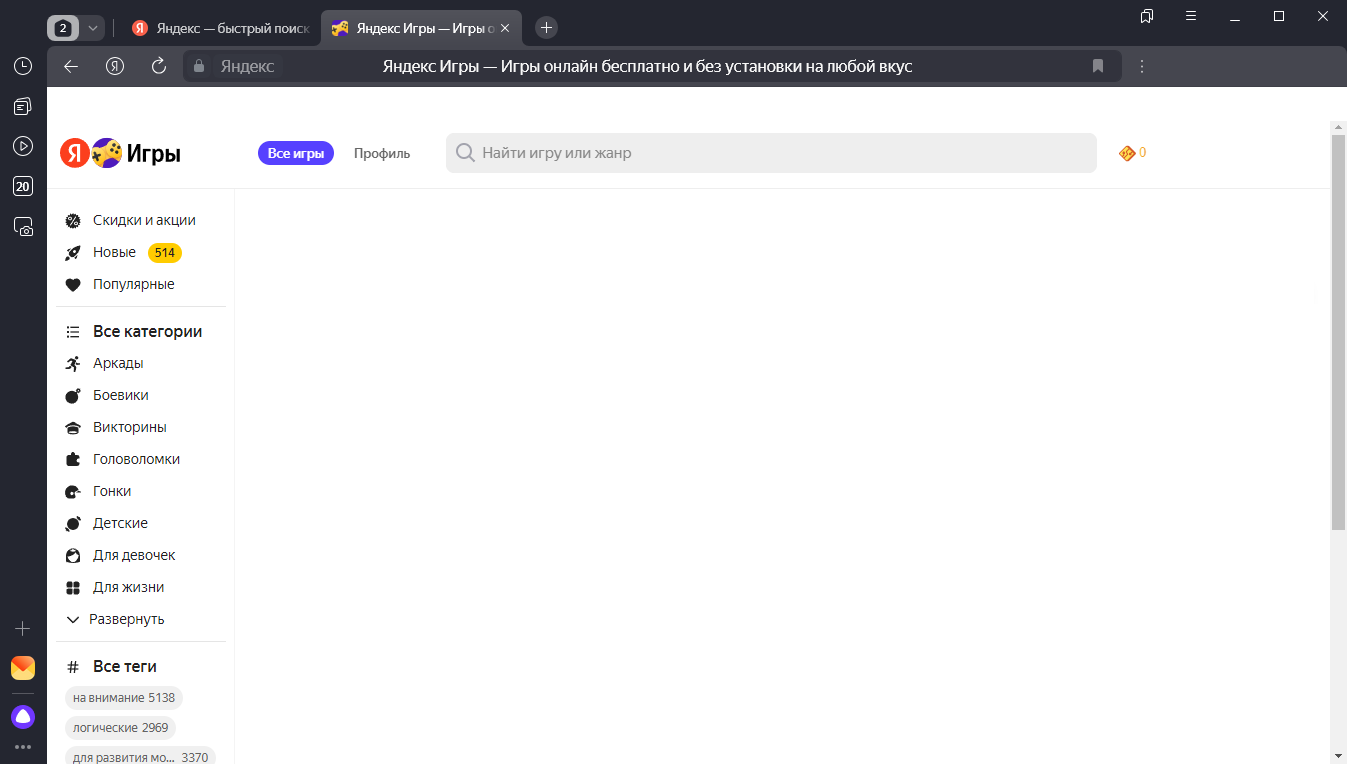 2
Яндекс — быстрый поиск
Яндекс Игры — Игры о
Яндекс
Яндекс Игры — Игры онлайн бесплатно и без установки на любой вкус
20
Я Игры
Все игры
Профиль
Найти игру или жанр
0
Скидки и акции
Новые 514
Популярные
Все категории
Аркады
Боевики
Викторины
Головоломки
Гонки
Детские
Для девочек
Для жизни
Развернуть
# Все теги
на внимание 5138
логические 2969
для развития мо... 3370